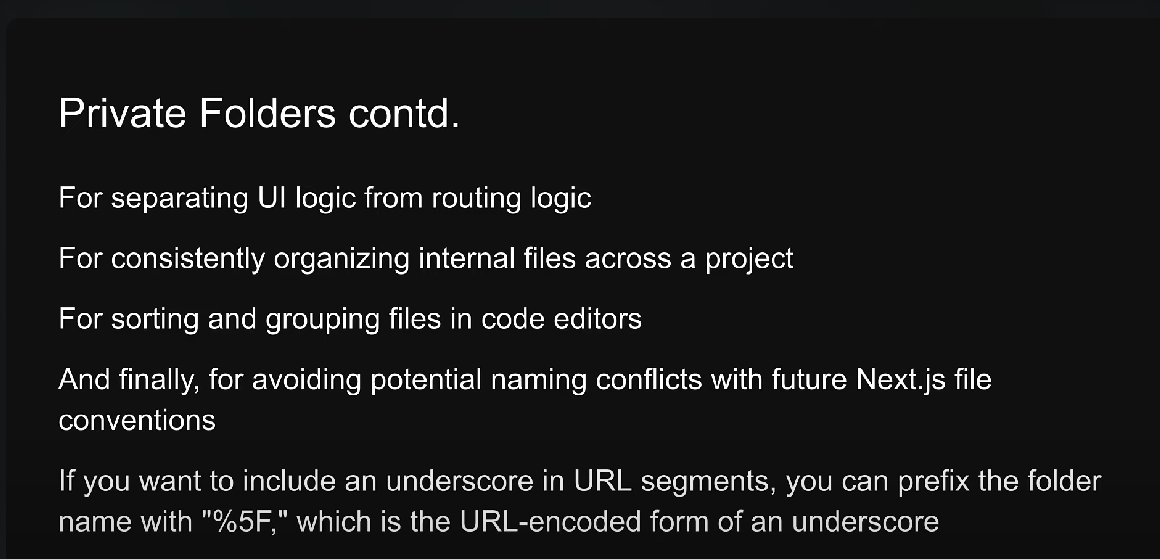 Private Folders contd.
For separating UI logic from routing logic
For consistently organizing internal files across a project
For sorting and grouping files in code editors
And finally, for avoiding potential naming conflicts with future Next.js file
conventions
If you want to include an underscore in URL segments, you can prefix the folder
name with "%5F," which is the URL-encoded form of an underscore